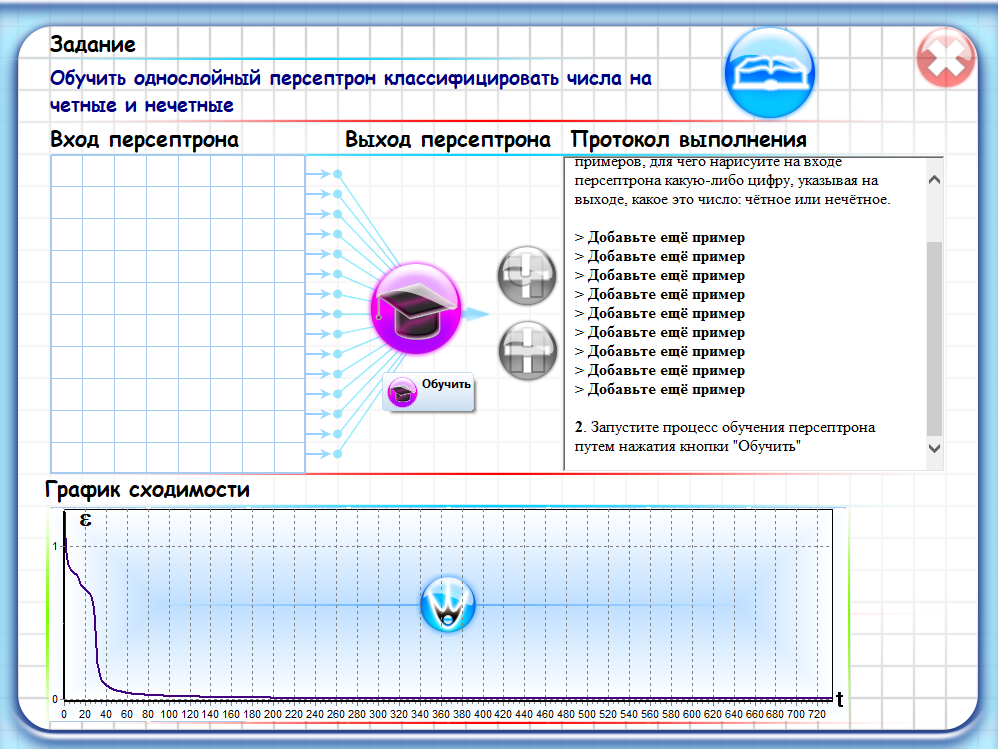 Задание
Обучить однослойный персептрон классифицировать числа на
четные и нечетные
Вход персептрона
Выход персептрона
Протокол выполнения
примеров, для чего нарисуйте на входе
персептрона какую-либо цифру, указывая на
выходе, какое это число: чётное или нечётное.
> Добавьте ещё пример
> Добавьте ещё пример
> Добавьте ещё пример
> Добавьте ещё пример
> Добавьте ещё пример
> Добавьте ещё пример
> Добавьте ещё пример
> Добавьте ещё пример
> Добавьте ещё пример
2. Запустите процесс обучения персептрона
путем нажатия кнопки "Обучить"
Обучить
График сходимости
ε
1
0
t
0 20 40 60 80 100 120 140 160 180 200 220 240 260 280 300 320 340 360 380 400 420 440 460 480 500 520 540 560 580 600 620 640 660 680 700 720